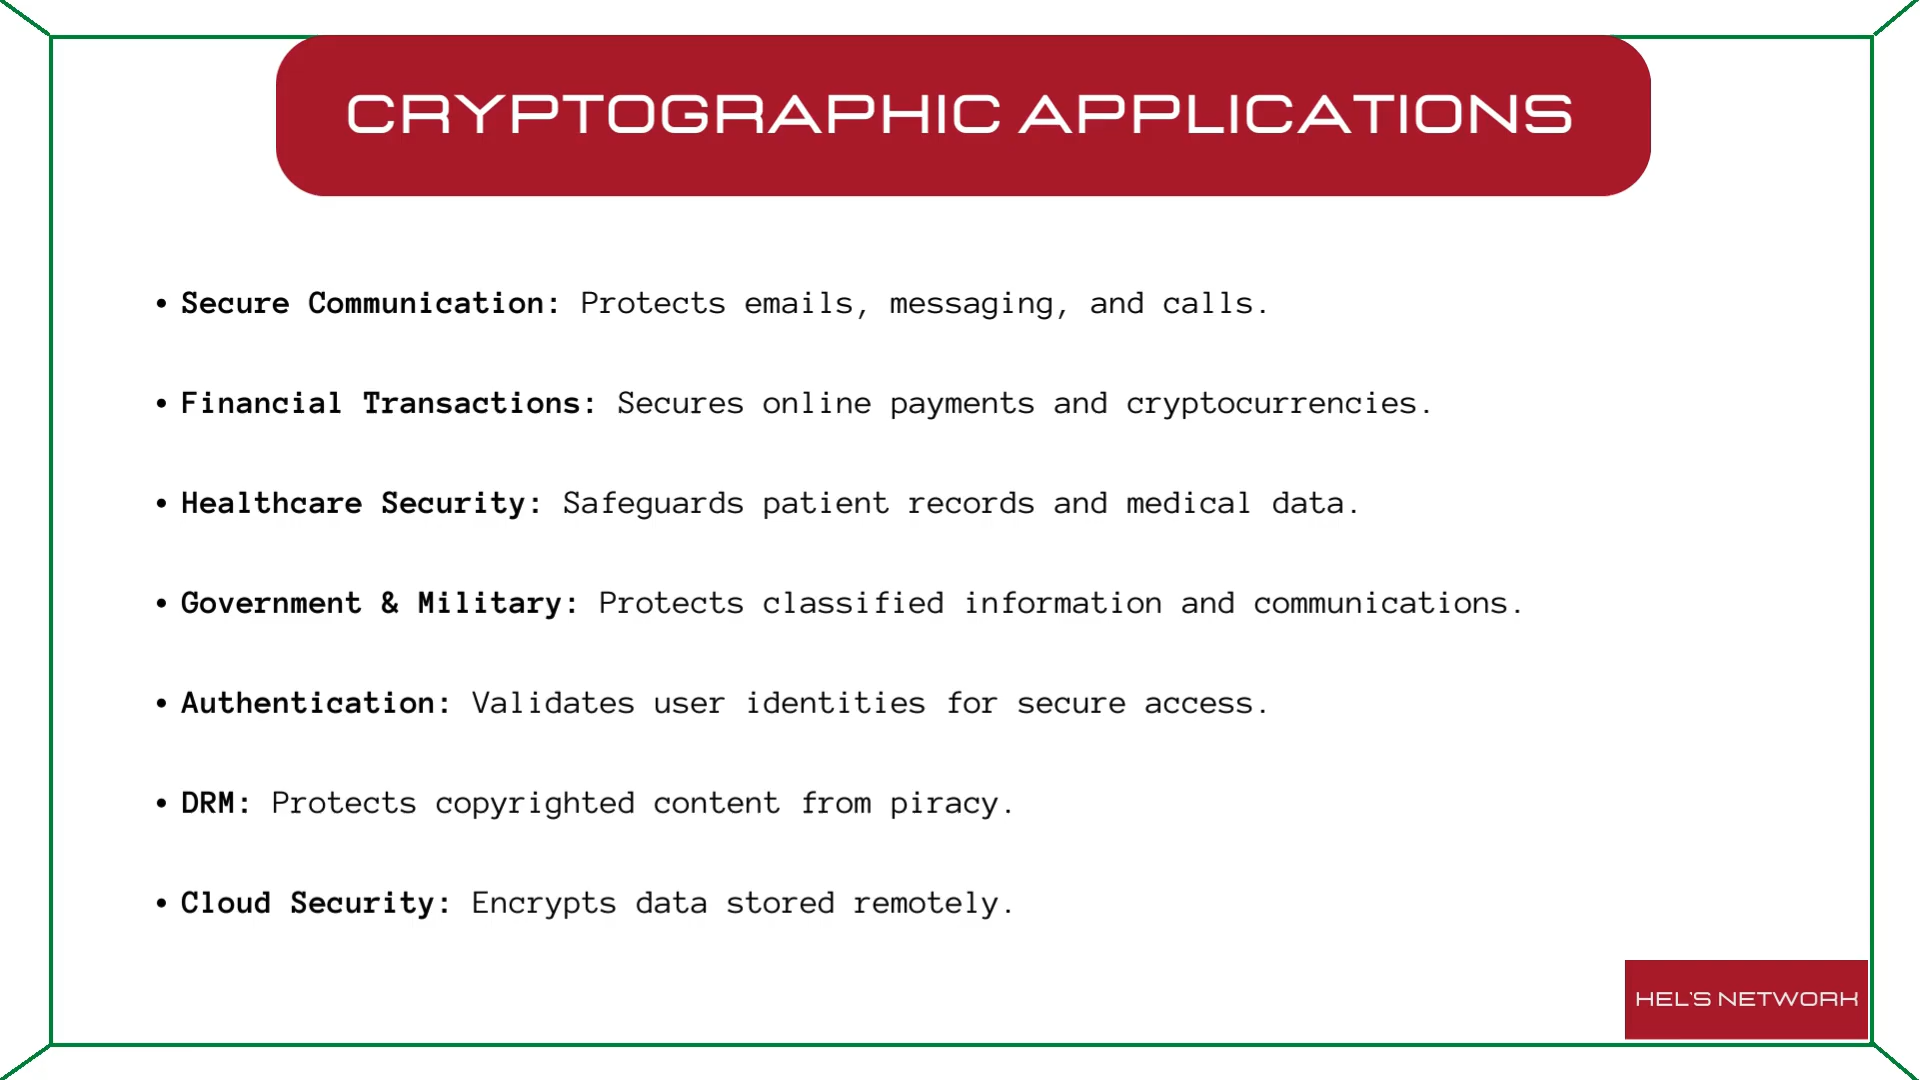 CRYPTOGRAPHIC APPLICATIONS
• Secure Communication: Protects emails, messaging, and calls.
• Financial Transactions: Secures online payments and cryptocurrencies.
• Healthcare Security: Safeguards patient records and medical data.
• Government & Military: Protects classified information and communications.
• Authentication: Validates user identities for secure access.
• DRM: Protects copyrighted content from piracy.
• Cloud Security: Encrypts data stored remotely.
HEL'S NETWORK